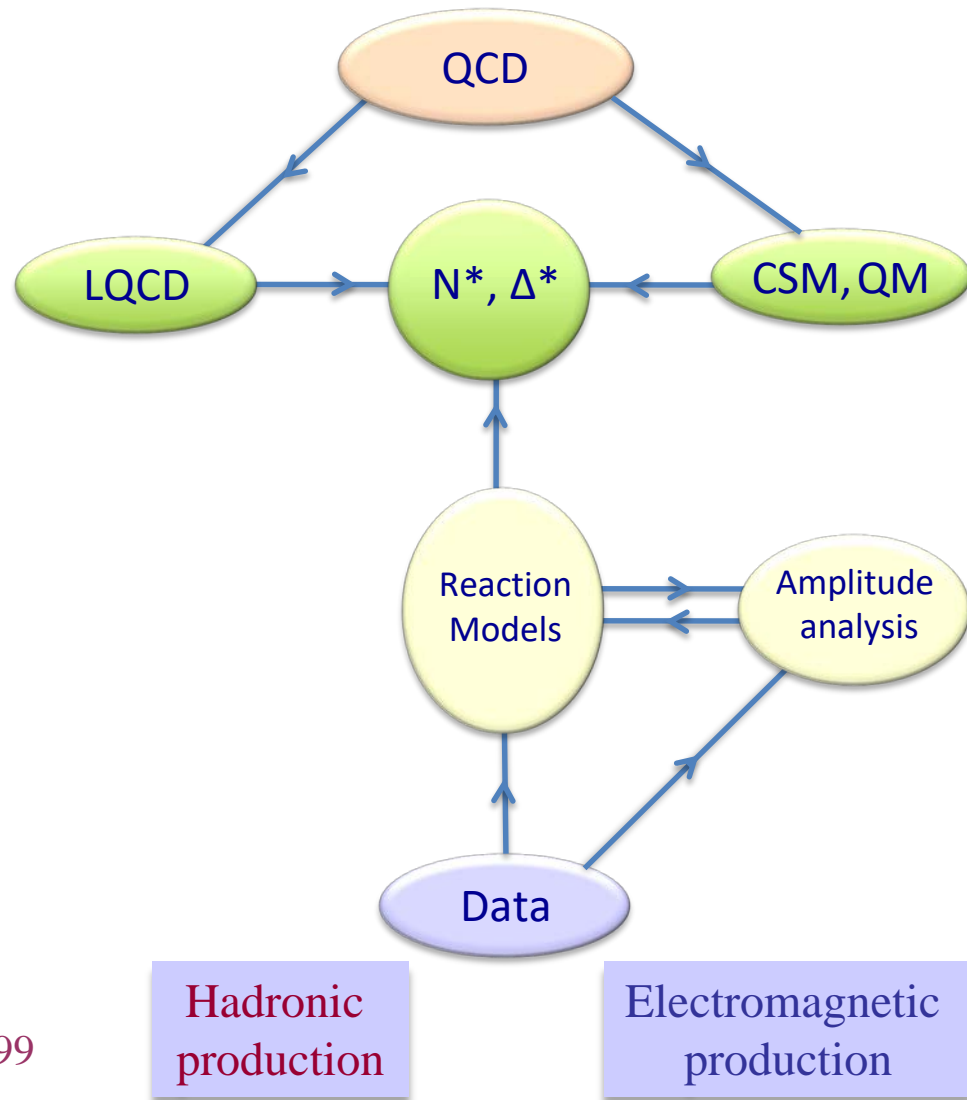 QCD
LQCD
N*, Δ*
CSM, QM
Reaction
Models
Amplitude
analysis
Data
Hadronic
production
Electromagnetic
production
99